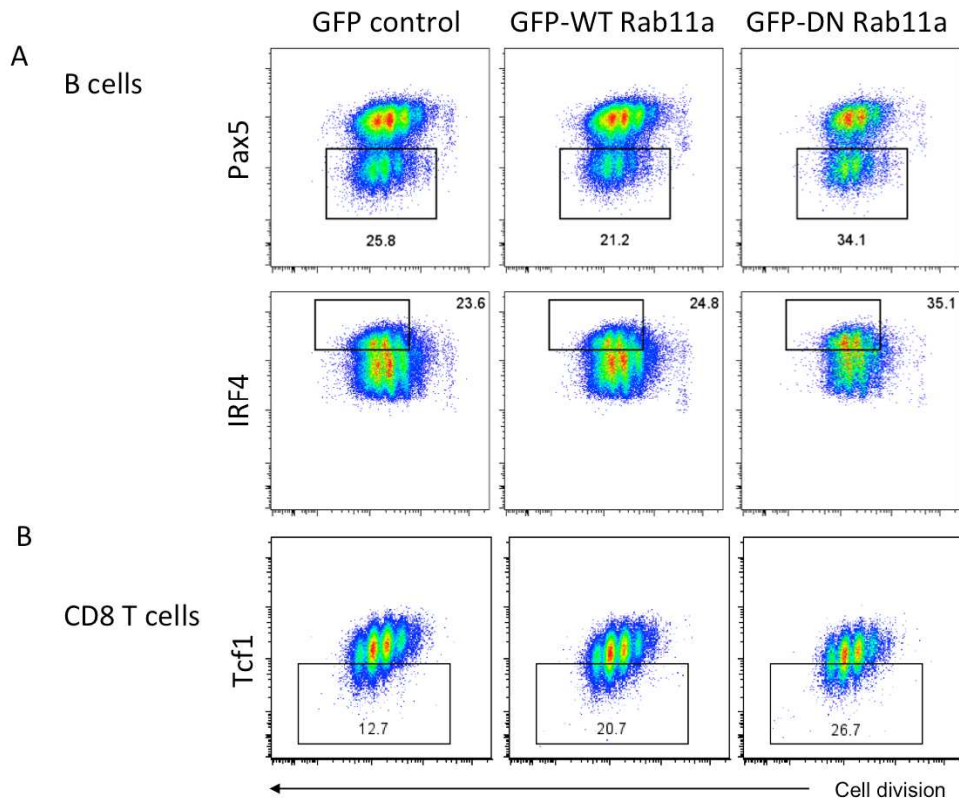 GFP control GFP-WT Rab11a GFP-DN Rab11a
A
B cells
Pax5
25.8 21.2 34.1
IRF4
23.6 24.8 35.1
B
CD8 T cells
Tcf1
12.7 20.7 26.7
Cell division